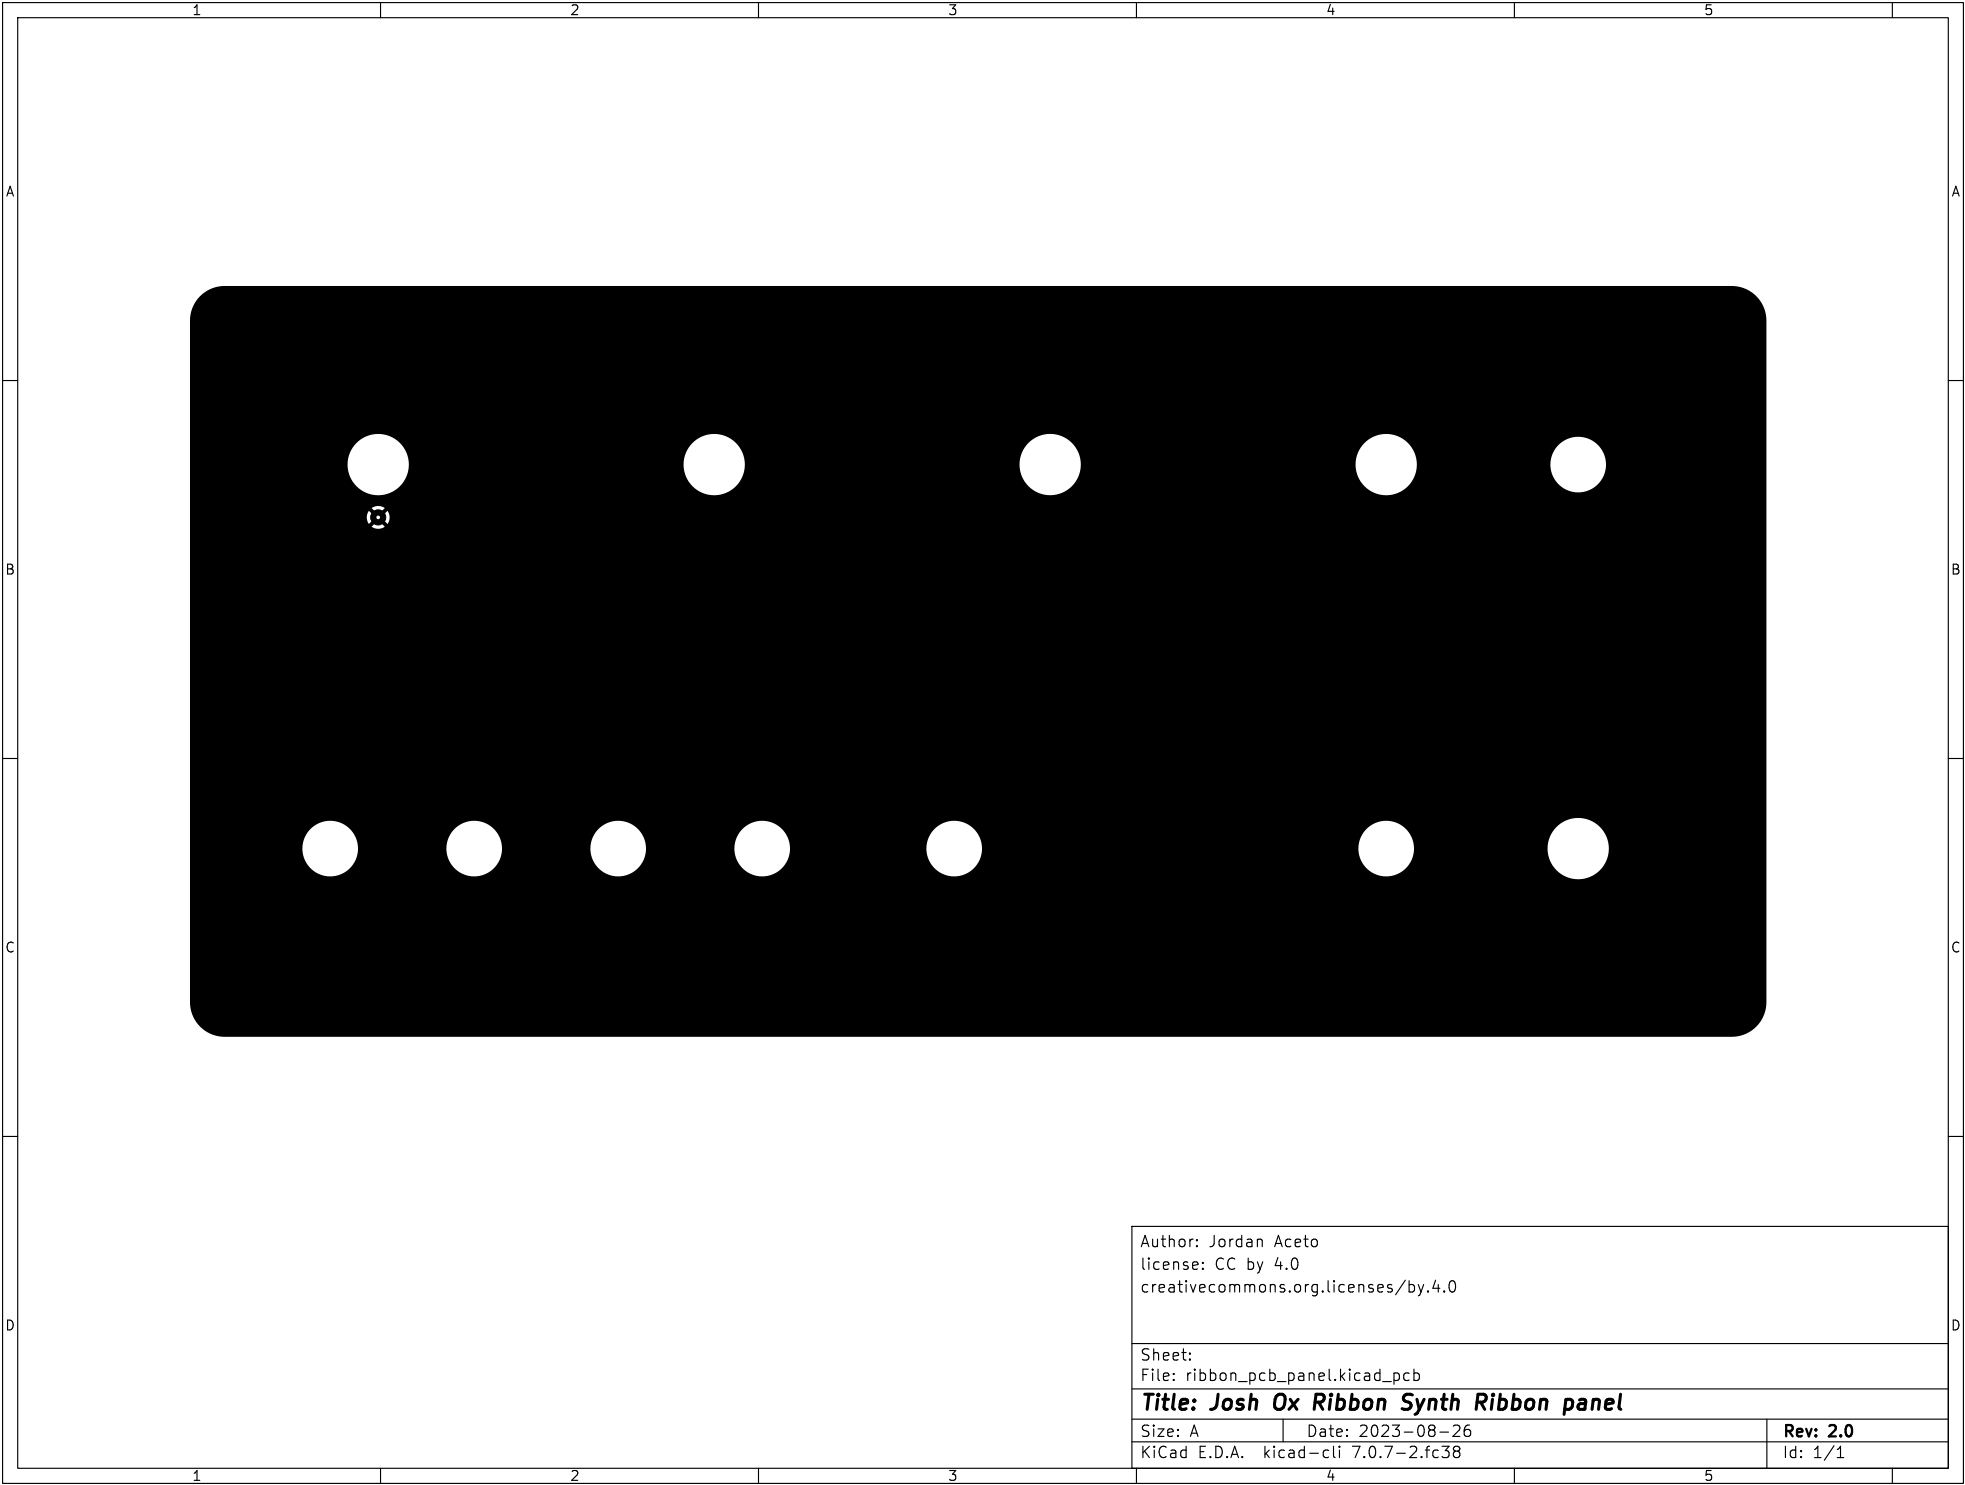 1 2 3 4 5
A A
B B
C C
Author: Jordan Aceto
license: CC by 4.0
creativecommons.org.licenses/by.4.0
D D
Sheet:
File: ribbon_pcb_panel.kicad_pcb
Title: Josh Ox Ribbon Synth Ribbon panel
Size: A Date: 2023-08-26 Rev: 2.0
KiCad E.D.A. kicad-cli 7.0.7-2.fc38 Id: 1/1
1 2 3 4 5